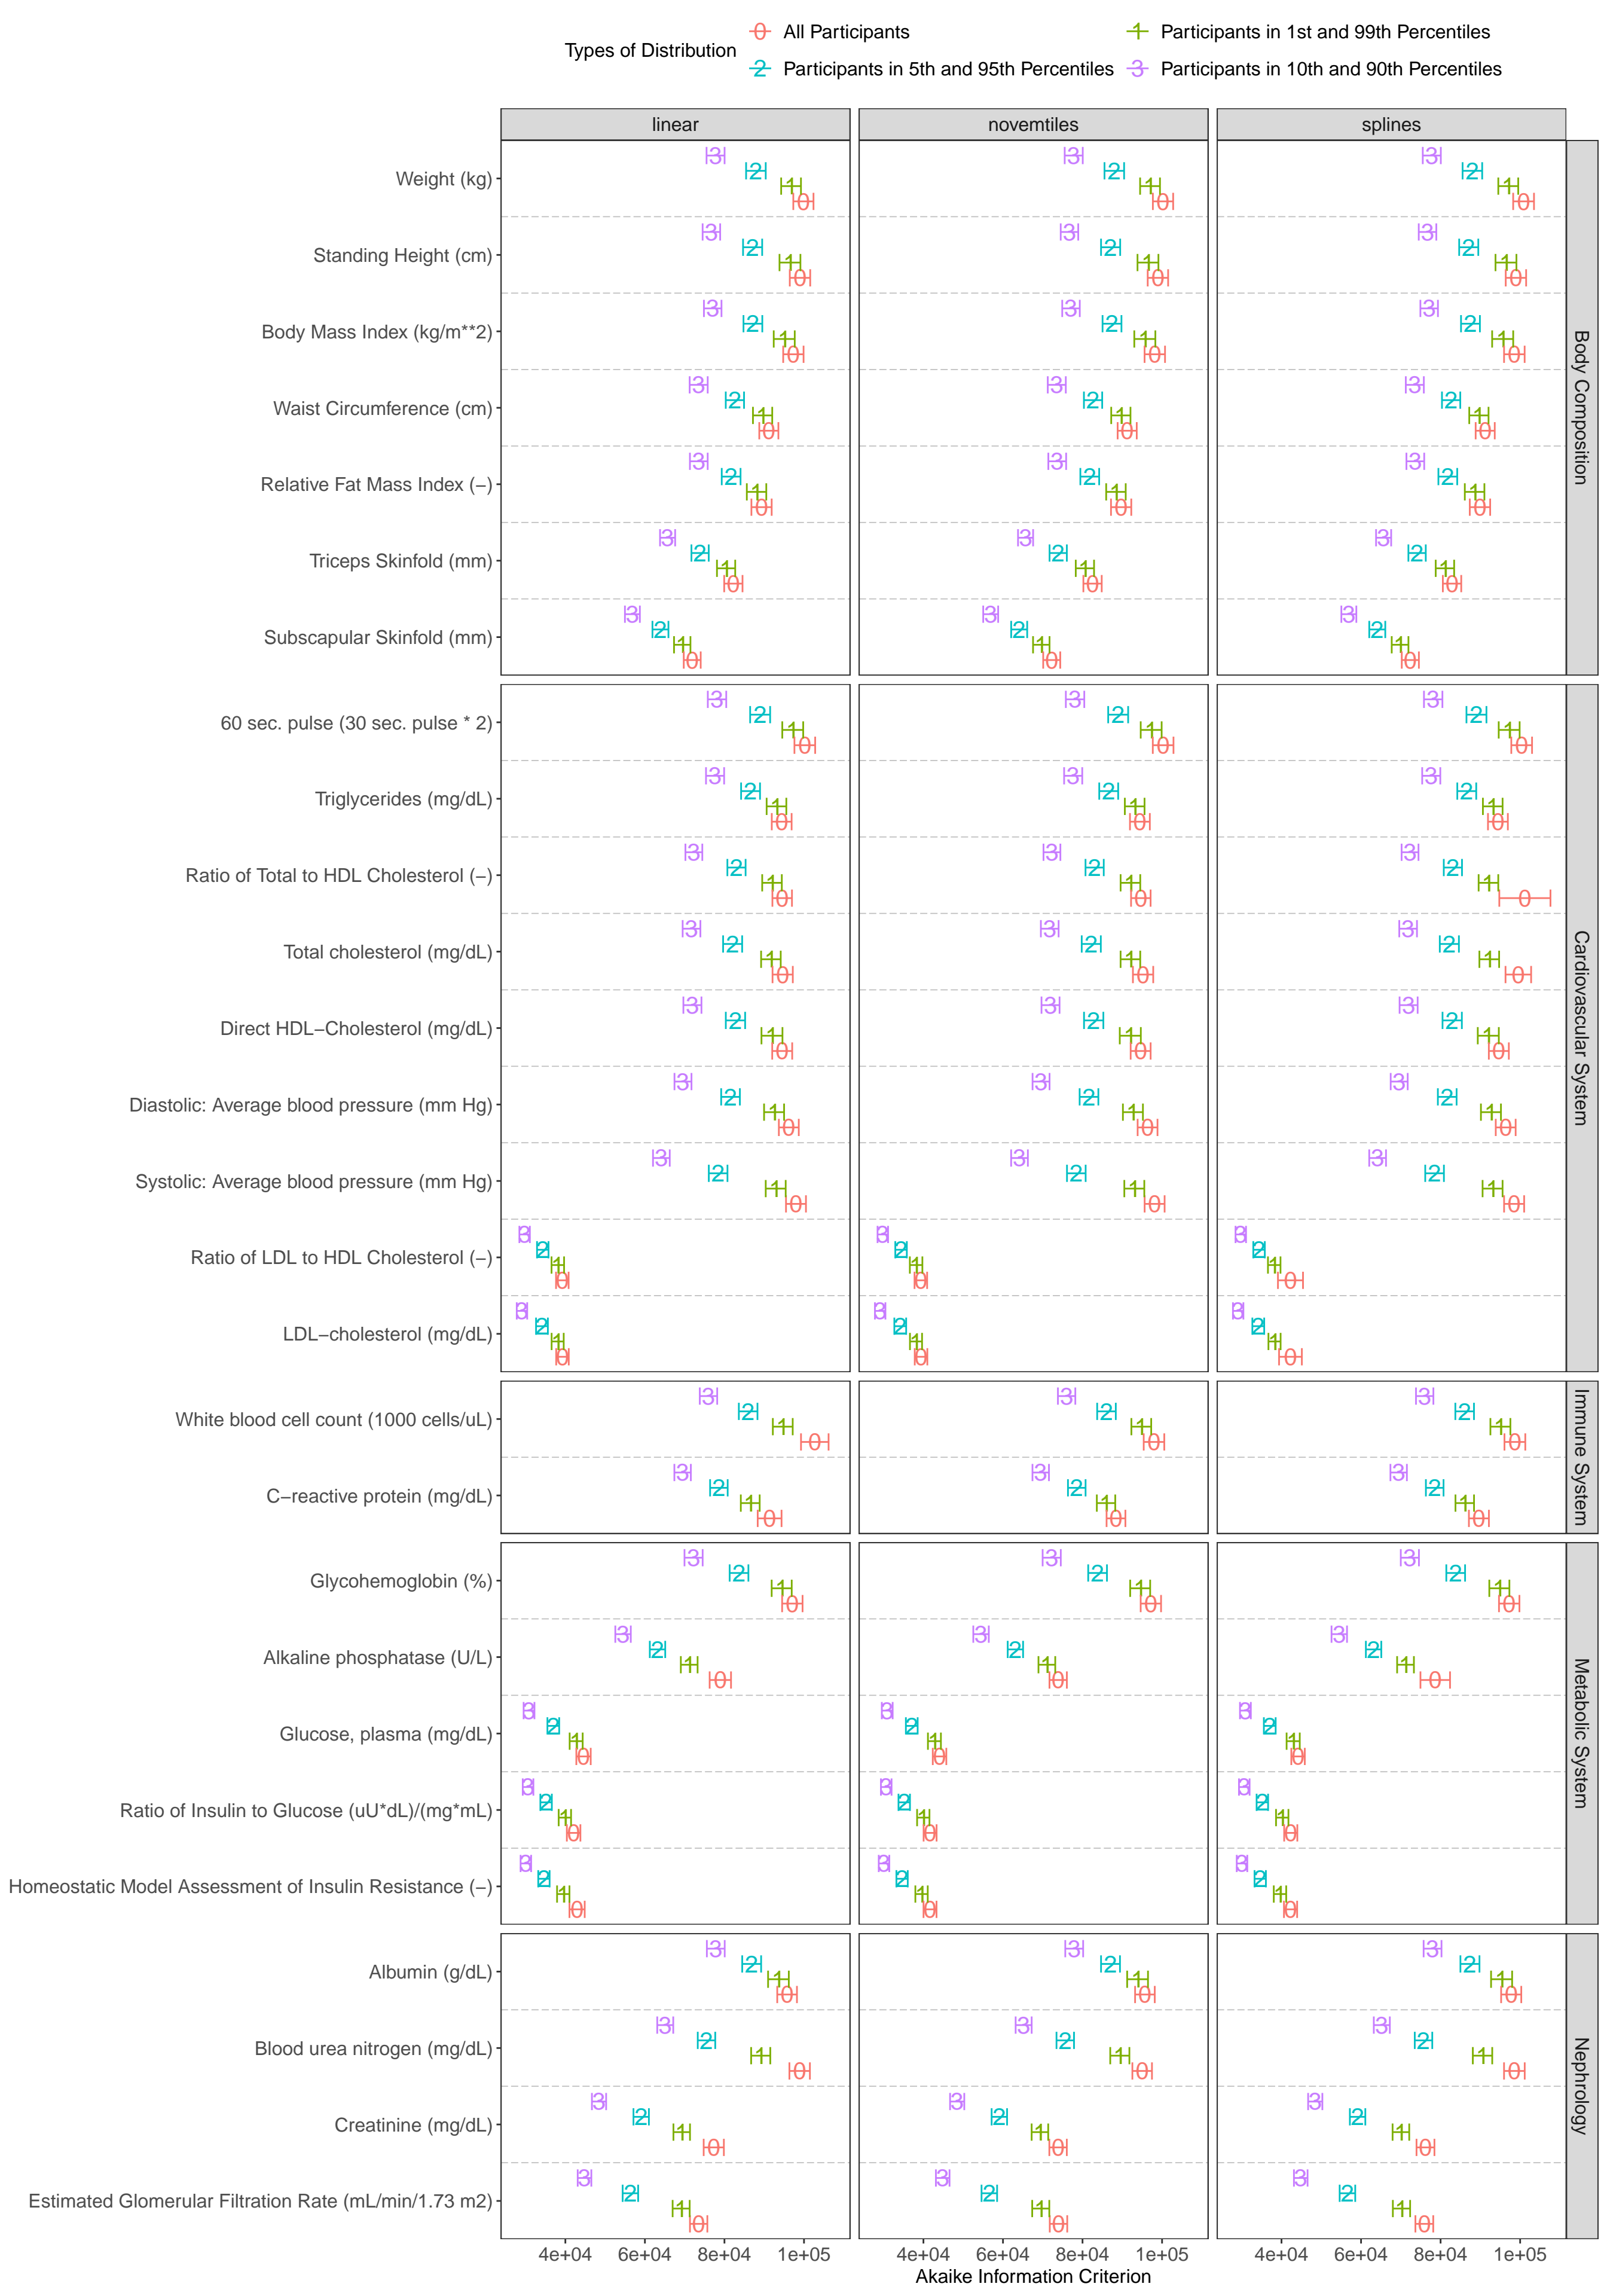 Types of Distribution
0 All Participants
1 Participants in 1st and 99th Percentiles
2 Participants in 5th and 95th Percentiles
3 Participants in 10th and 90th Percentiles
linear
novemtiles
splines
Weight (kg)
Standing Height (cm)
Body Mass Index (kg/m**2)
Waist Circumference (cm)
Relative Fat Mass Index (−)
Triceps Skinfold (mm)
Subscapular Skinfold (mm)
Body Composition
60 sec. pulse (30 sec. pulse * 2)
Triglycerides (mg/dL)
Ratio of Total to HDL Cholesterol (−)
Total cholesterol (mg/dL)
Direct HDL−Cholesterol (mg/dL)
Diastolic: Average blood pressure (mm Hg)
Systolic: Average blood pressure (mm Hg)
Ratio of LDL to HDL Cholesterol (−)
LDL−cholesterol (mg/dL)
Cardiovascular System
White blood cell count (1000 cells/uL)
C−reactive protein (mg/dL)
Immune System
Glycohemoglobin (%)
Alkaline phosphatase (U/L)
Glucose, plasma (mg/dL)
Ratio of Insulin to Glucose (uU*dL)/(mg*mL)
Homeostatic Model Assessment of Insulin Resistance (−)
Metabolic System
Albumin (g/dL)
Blood urea nitrogen (mg/dL)
Creatinine (mg/dL)
Estimated Glomerular Filtration Rate (mL/min/1.73 m2)
Nephrology
4e+04 6e+04 8e+04 1e+05 4e+04 6e+04 8e+04 1e+05 4e+04 6e+04 8e+04 1e+05
Akaike Information Criterion